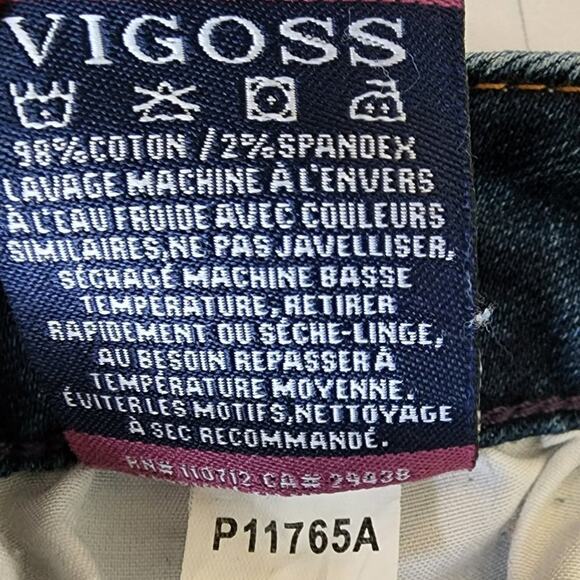 VIGOSS
98%COTON /2%SPANDEX
LAVAGE MACHINE À L'ENVERS
À L'EAU FROIDE AVEC COULEURS
SIMILAIRES,NE PAS JAVELLISER,
SÉCHAGE MACHINE BASSE
TEMPÉRATURE, RETIRER
RAPIDEMENT OU SÉCHE-LINGE,
AU BESOIN REPASSER À
TEMPÉRATURE MOYENNE.
ÉVITER LES MOTIFS,NETTOYAGE
À SEC RECOMMANDÉ.
RN# 110712 CA# 29438
P11765A